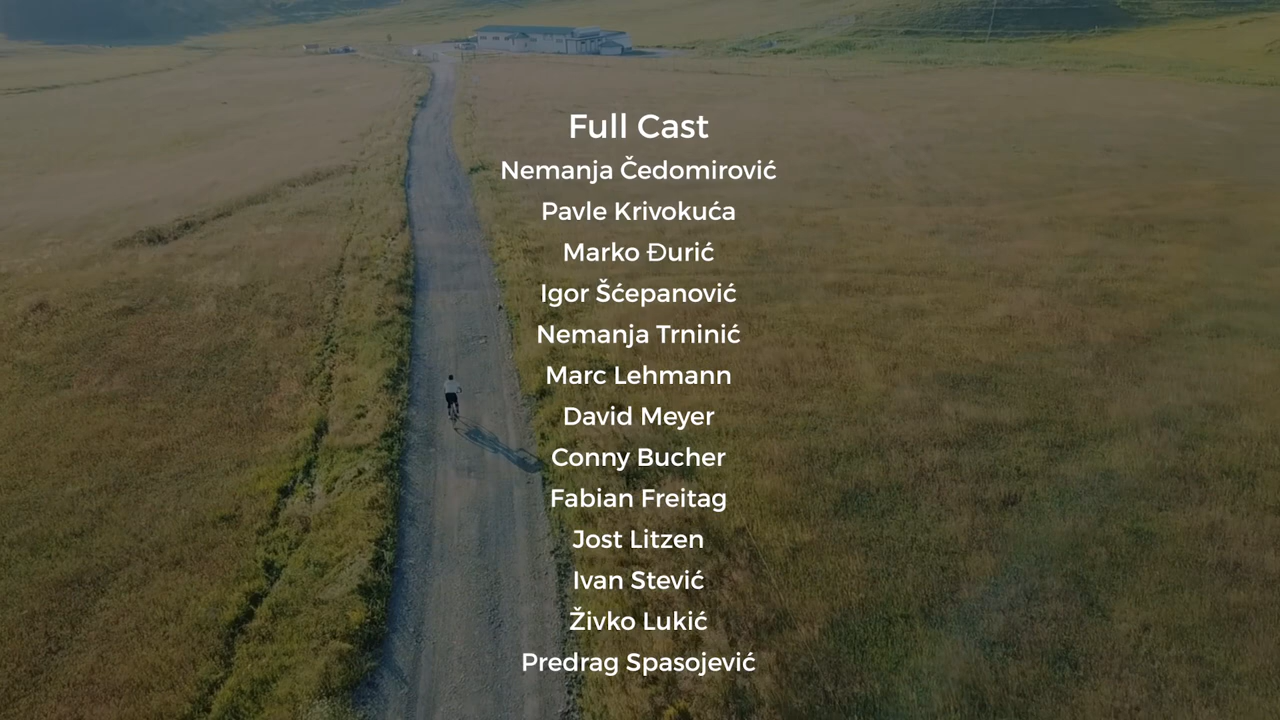 Full Cast
Nemanja Čedomirović
Pavle Krivokuća
Marko Đurić
Igor Šćepanović
Nemanja Trninić
Marc Lehmann
David Meyer
Conny Bucher
Fabian Freitag
Jost Litzen
Ivan Stević
Živko Lukić
Predrag Spasojević